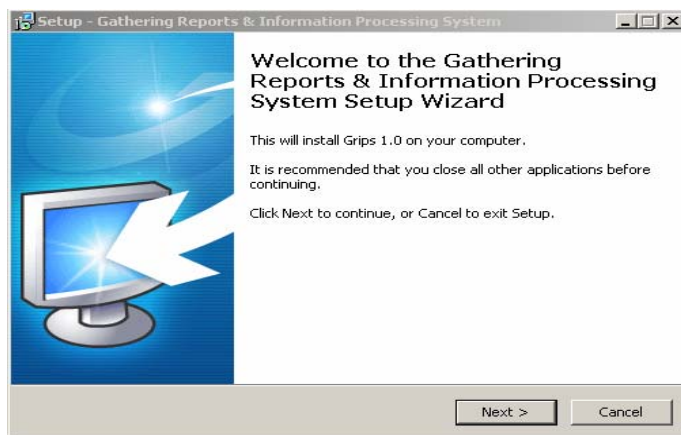 Setup - Gathering Reports & Information Processing System
Welcome to the Gathering
Reports & Information Processing
System Setup Wizard
This will install Grips 1.0 on your computer.
It is recommended that you close all other applications before
continuing.
Click Next to continue, or Cancel to exit Setup.
Next >
Cancel